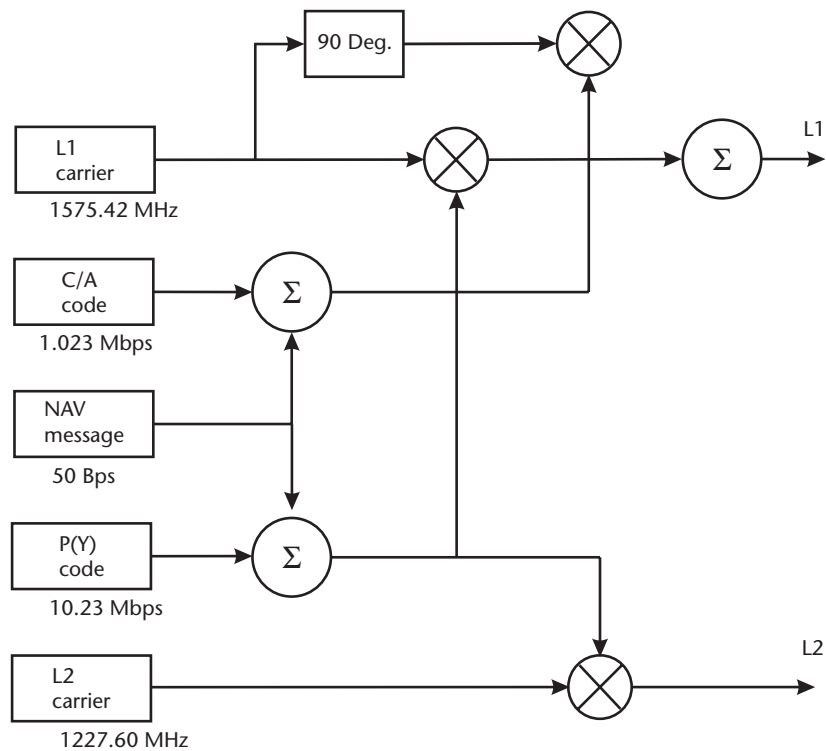 90 Deg.
L1
L1
carrier
1575.42 MHz
Σ
C/A
code
1.023 Mbps
Σ
NAV
message
50 Bps
P(Y)
code
10.23 Mbps
Σ
L2
L2
carrier
1227.60 MHz